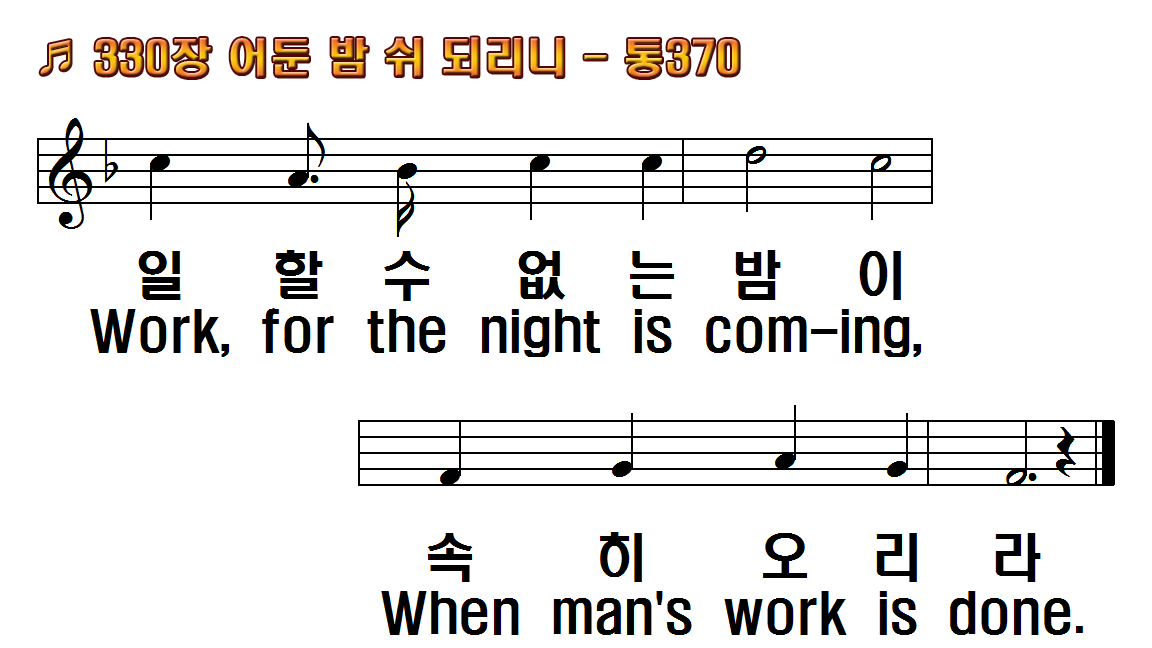 ♬ 330장 어둔 밤 쉬 되리니 - 통370
일 할 수 없 는 밤 이
Work, for the night is com-ing,
속 히 오 리 라
When man's work is done.